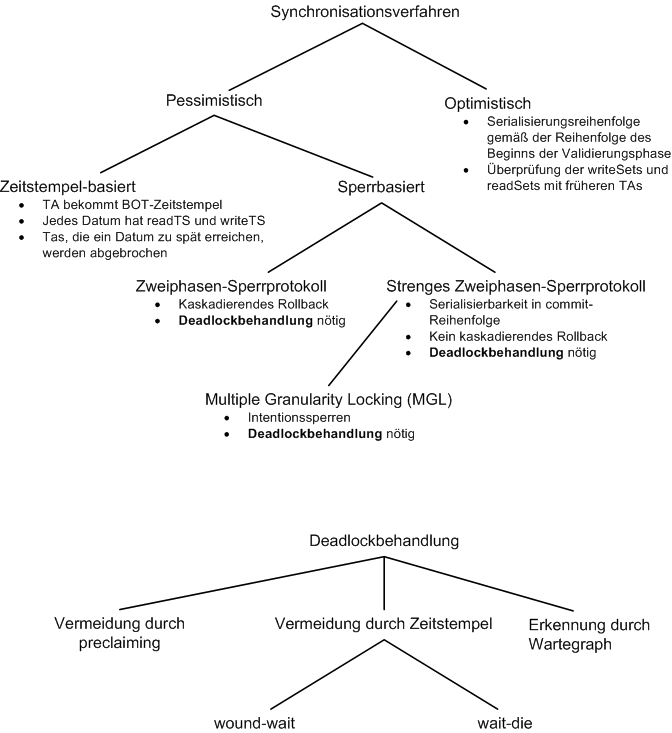 Synchronisationsverfahren
Pessimistisch
Optimistisch
• Serialisierungsreihenfolge
gemäß der Reihenfolge des
Beginns der Validierungsphase
• Überprüfung der writeSets und
readSets mit früheren TAs
Zeitstempel-basiert
• TA bekommt BOT-Zeitstempel
• Jedes Datum hat readTS und writeTS
• Tas, die ein Datum zu spät erreichen,
werden abgebrochen
Sperrbasiert
Zweiphasen-Sperrprotokoll
• Kaskadierendes Rollback
• Deadlockbehandlung nötig
Strenges Zweiphasen-Sperrprotokoll
• Serialisierbarkeit in commit-
Reihenfolge
• Kein kaskadierendes Rollback
• Deadlockbehandlung nötig
Multiple Granularity Locking (MGL)
• Intentionssperren
• Deadlockbehandlung nötig
Deadlockbehandlung
Vermeidung durch
preclaiming
Vermeidung durch Zeitstempel
Erkennung durch
Wartegraph
wound-wait
wait-die